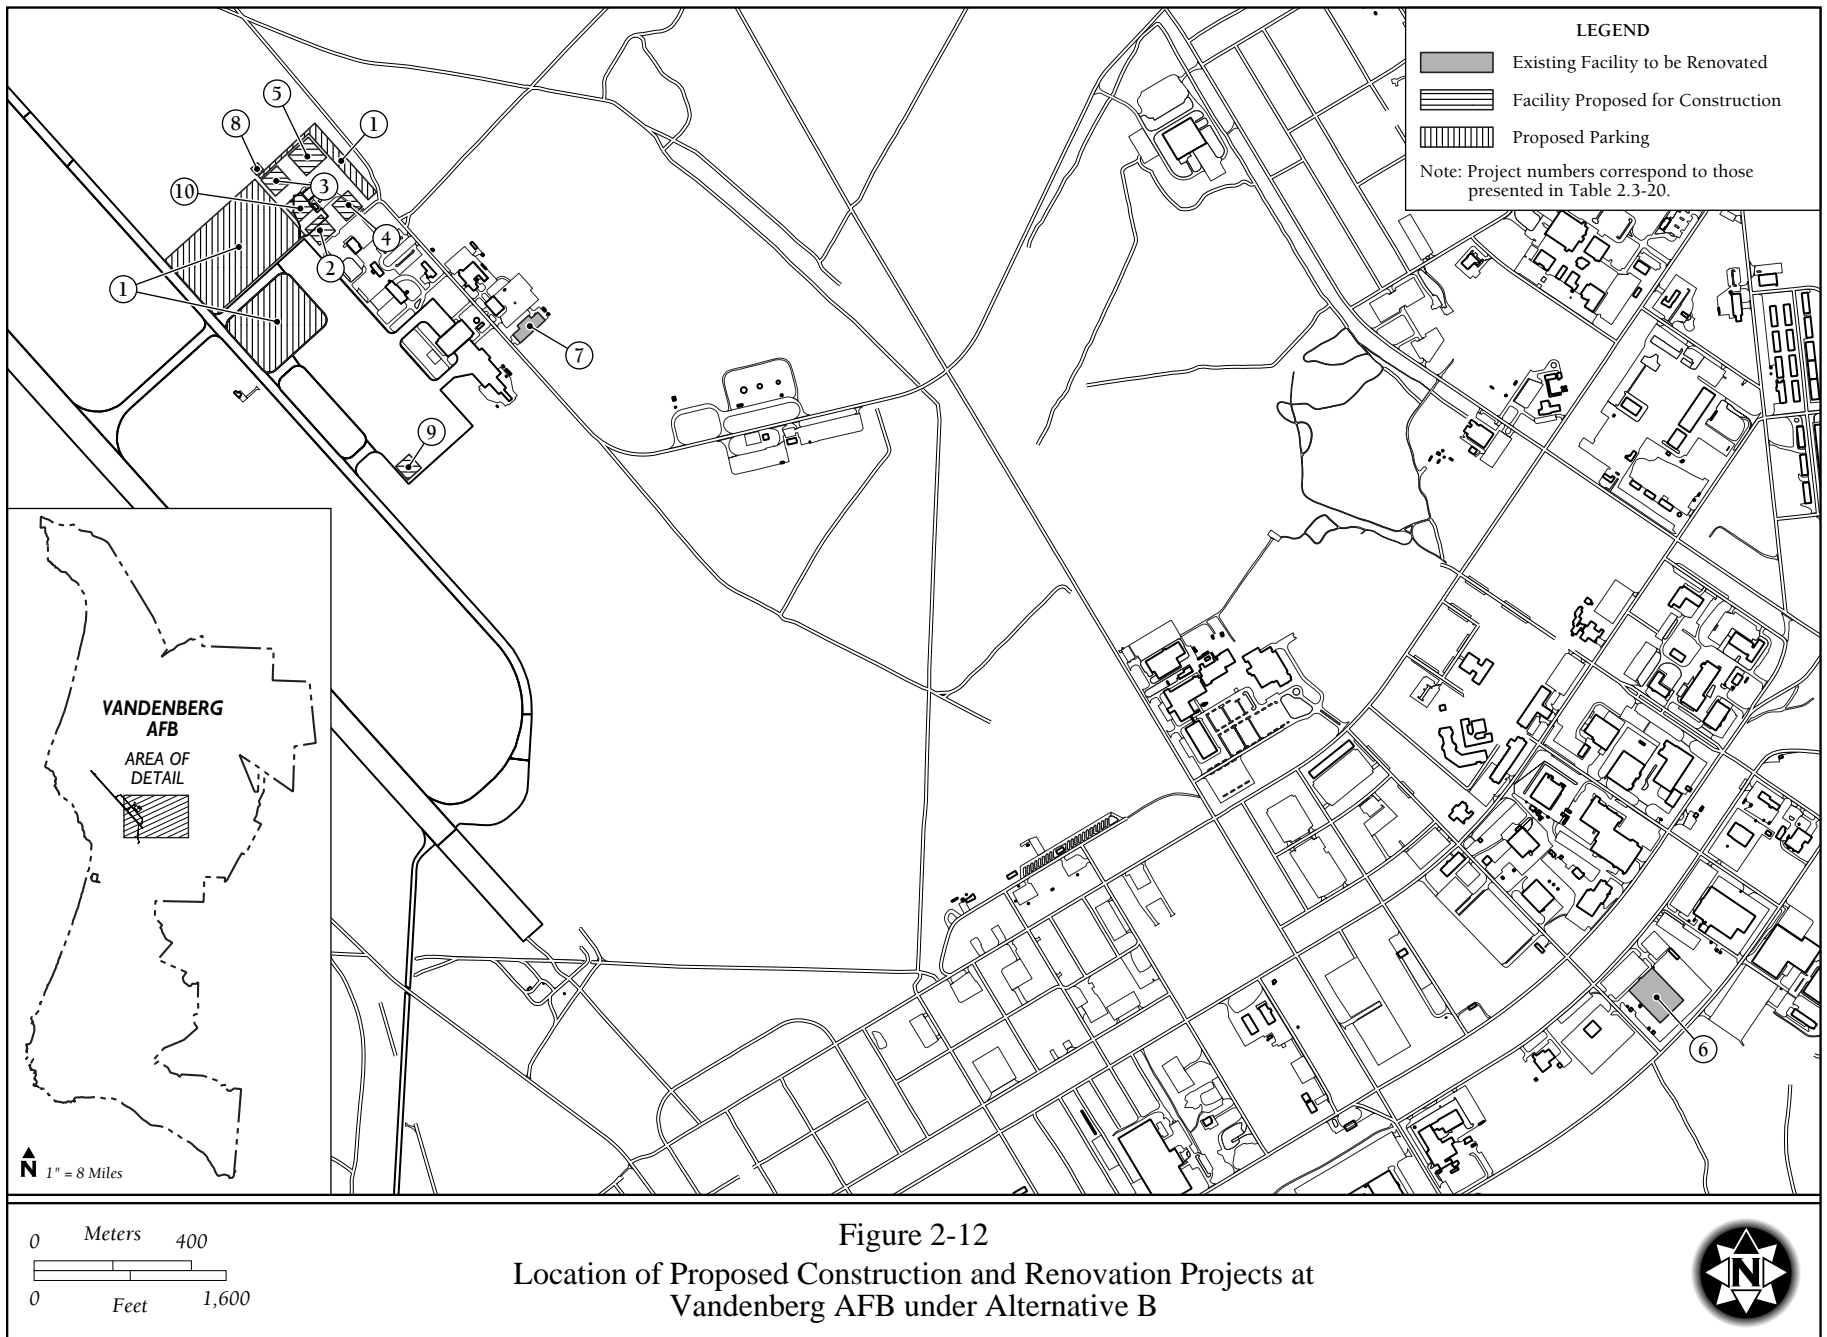 LEGEND
Existing Facility to be Renovated
Facility Proposed for Construction
Proposed Parking
Note: Project numbers correspond to those
presented in Table 2.3-20.
5
1
8
3
10
4
2
1
7
9
6
VANDENBERG
AFB
AREA OF
DETAIL
N
1" = 8 Miles
0 Meters 400
0 Feet 1,600
Figure 2-12
Location of Proposed Construction and Renovation Projects at
Vandenberg AFB under Alternative B
N